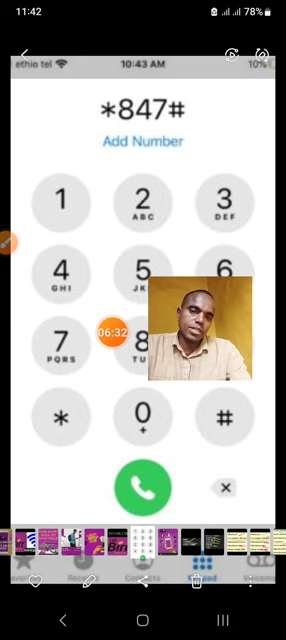 11:42
78%
ethio tel
10:43 AM
10%
*847#
Add Number
1
2
3
ABC
DEF
4
5
6
GHI
7
8
PQRS
TU
06:32
*
0
#
+